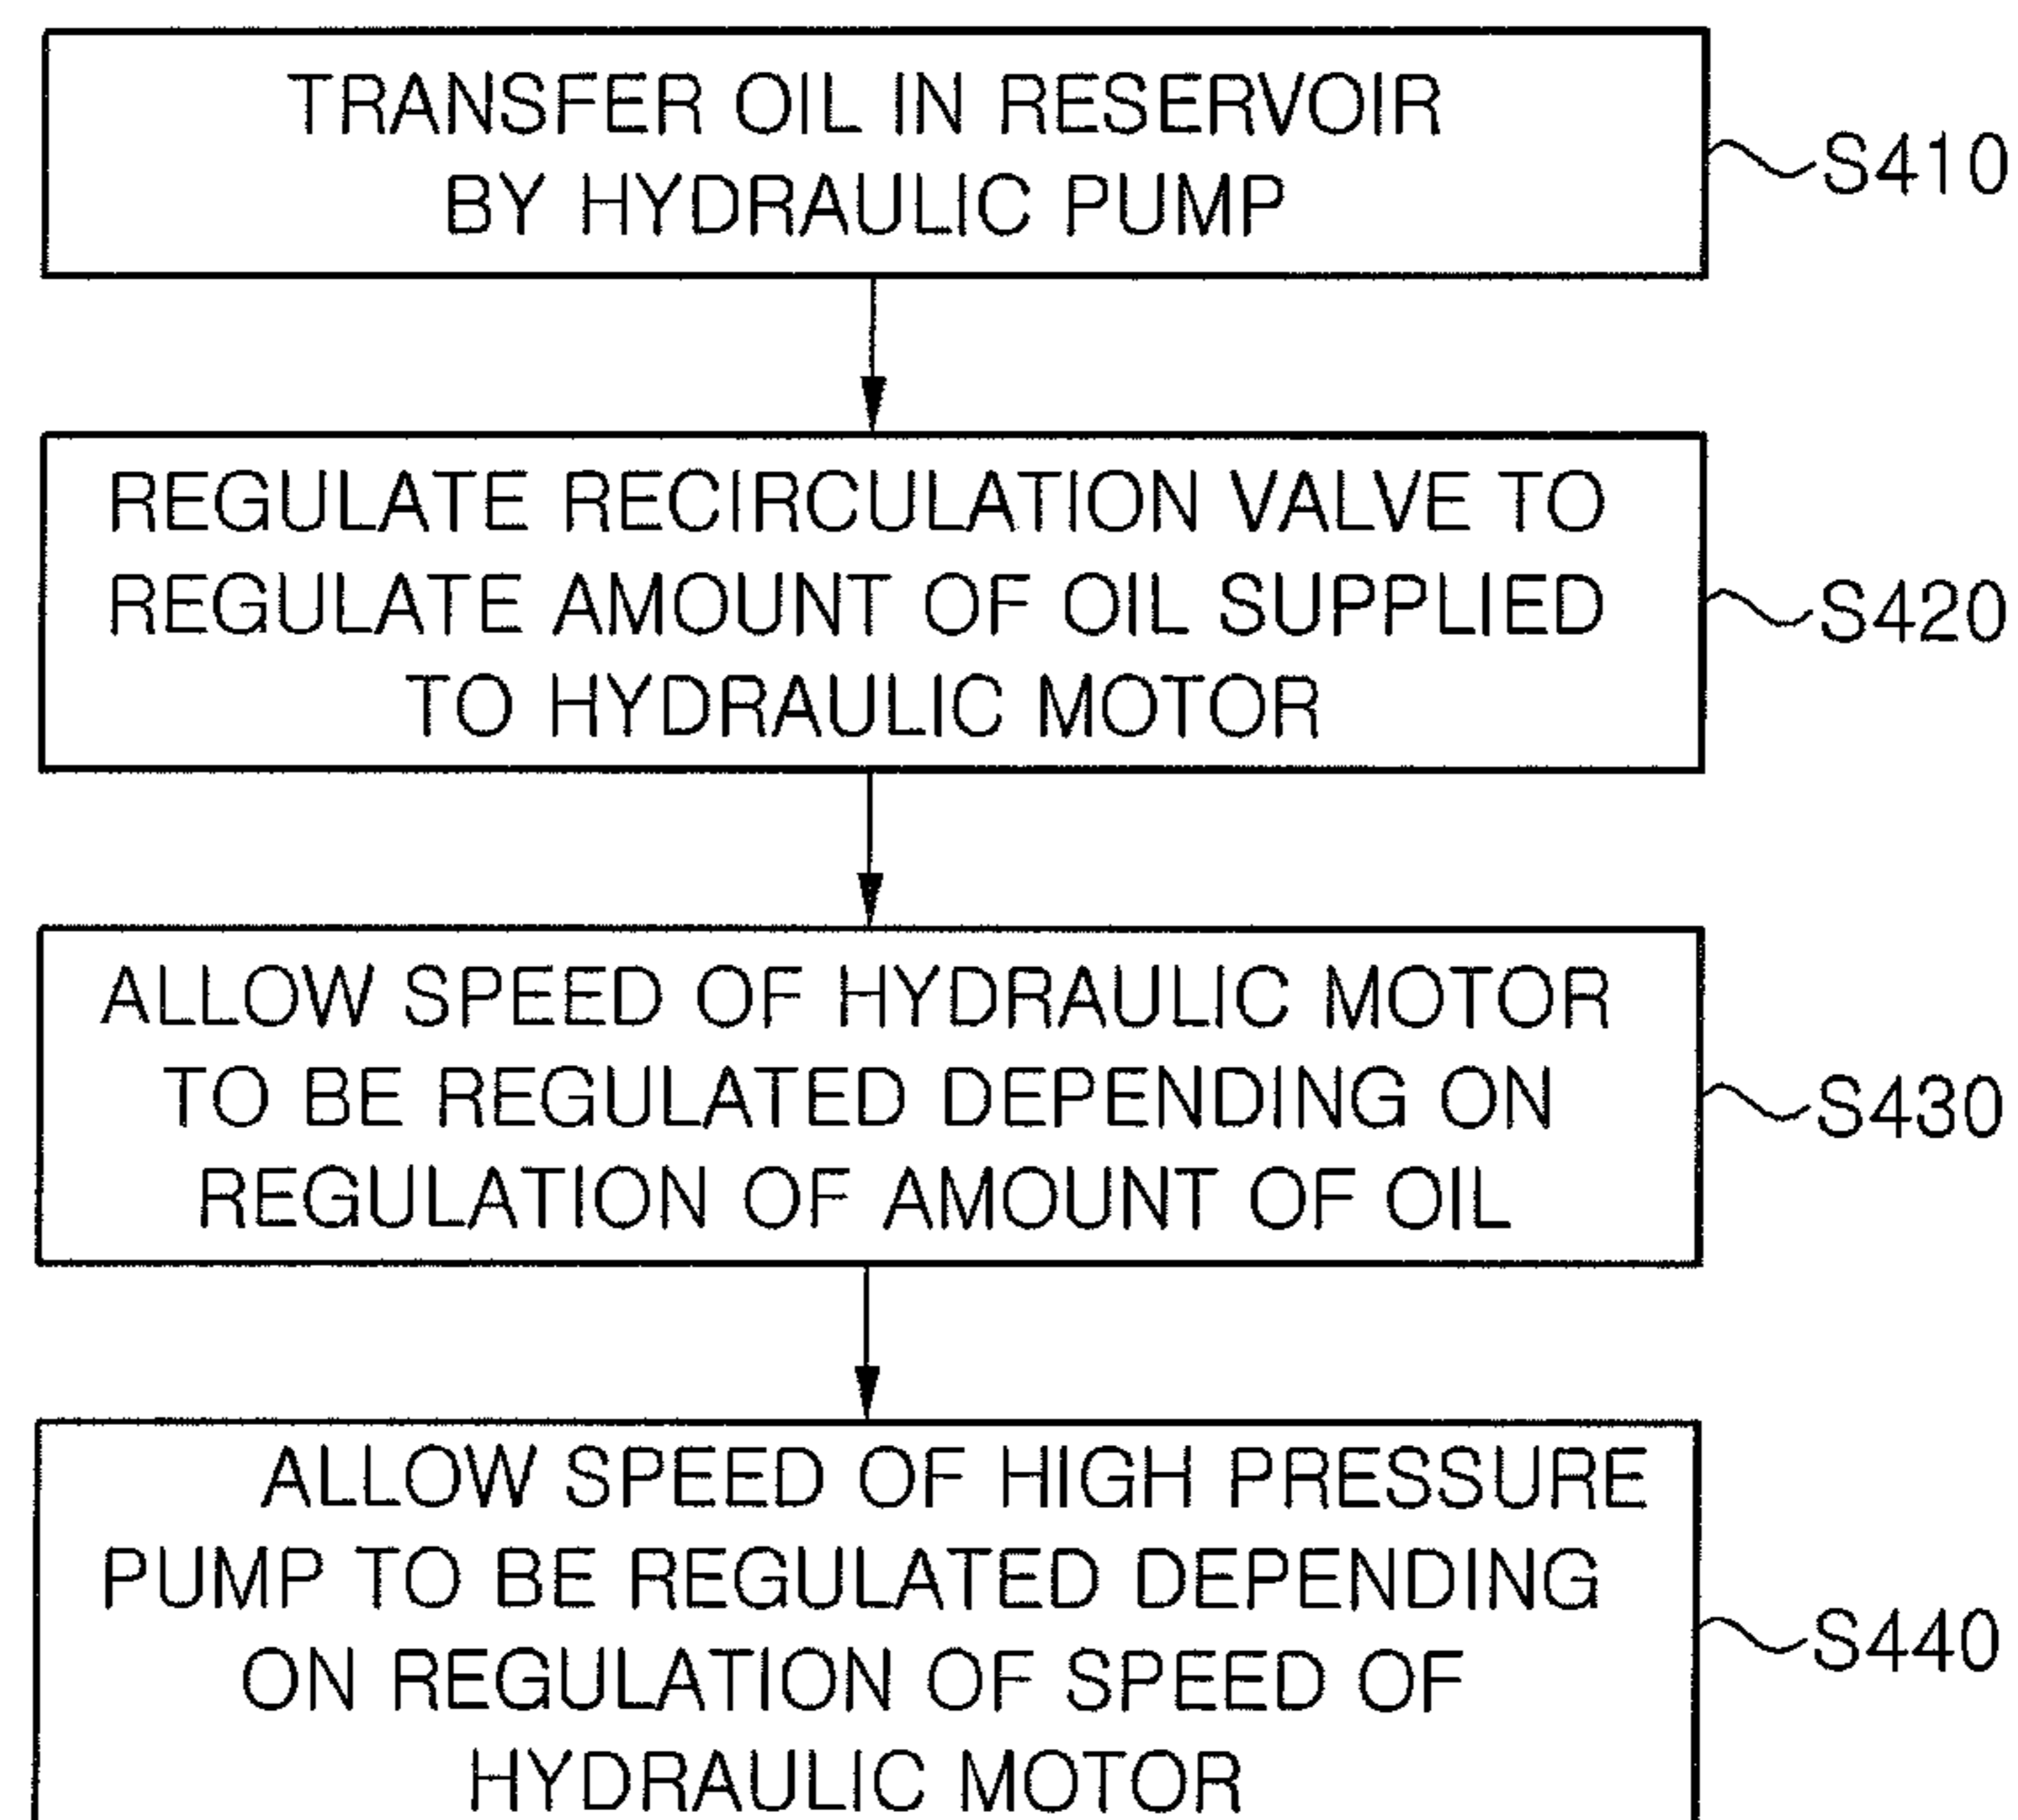 TRANSFER OIL IN RESERVOIR
BY HYDRAULIC PUMP
S410
REGULATE RECIRCULATION VALVE TO
REGULATE AMOUNT OF OIL SUPPLIED
TO HYDRAULIC MOTOR
S420
ALLOW SPEED OF HYDRAULIC MOTOR
TO BE REGULATED DEPENDING ON
REGULATION OF AMOUNT OF OIL
S430
ALLOW SPEED OF HIGH PRESSURE
PUMP TO BE REGULATED DEPENDING
ON REGULATION OF SPEED OF
HYDRAULIC MOTOR
S440